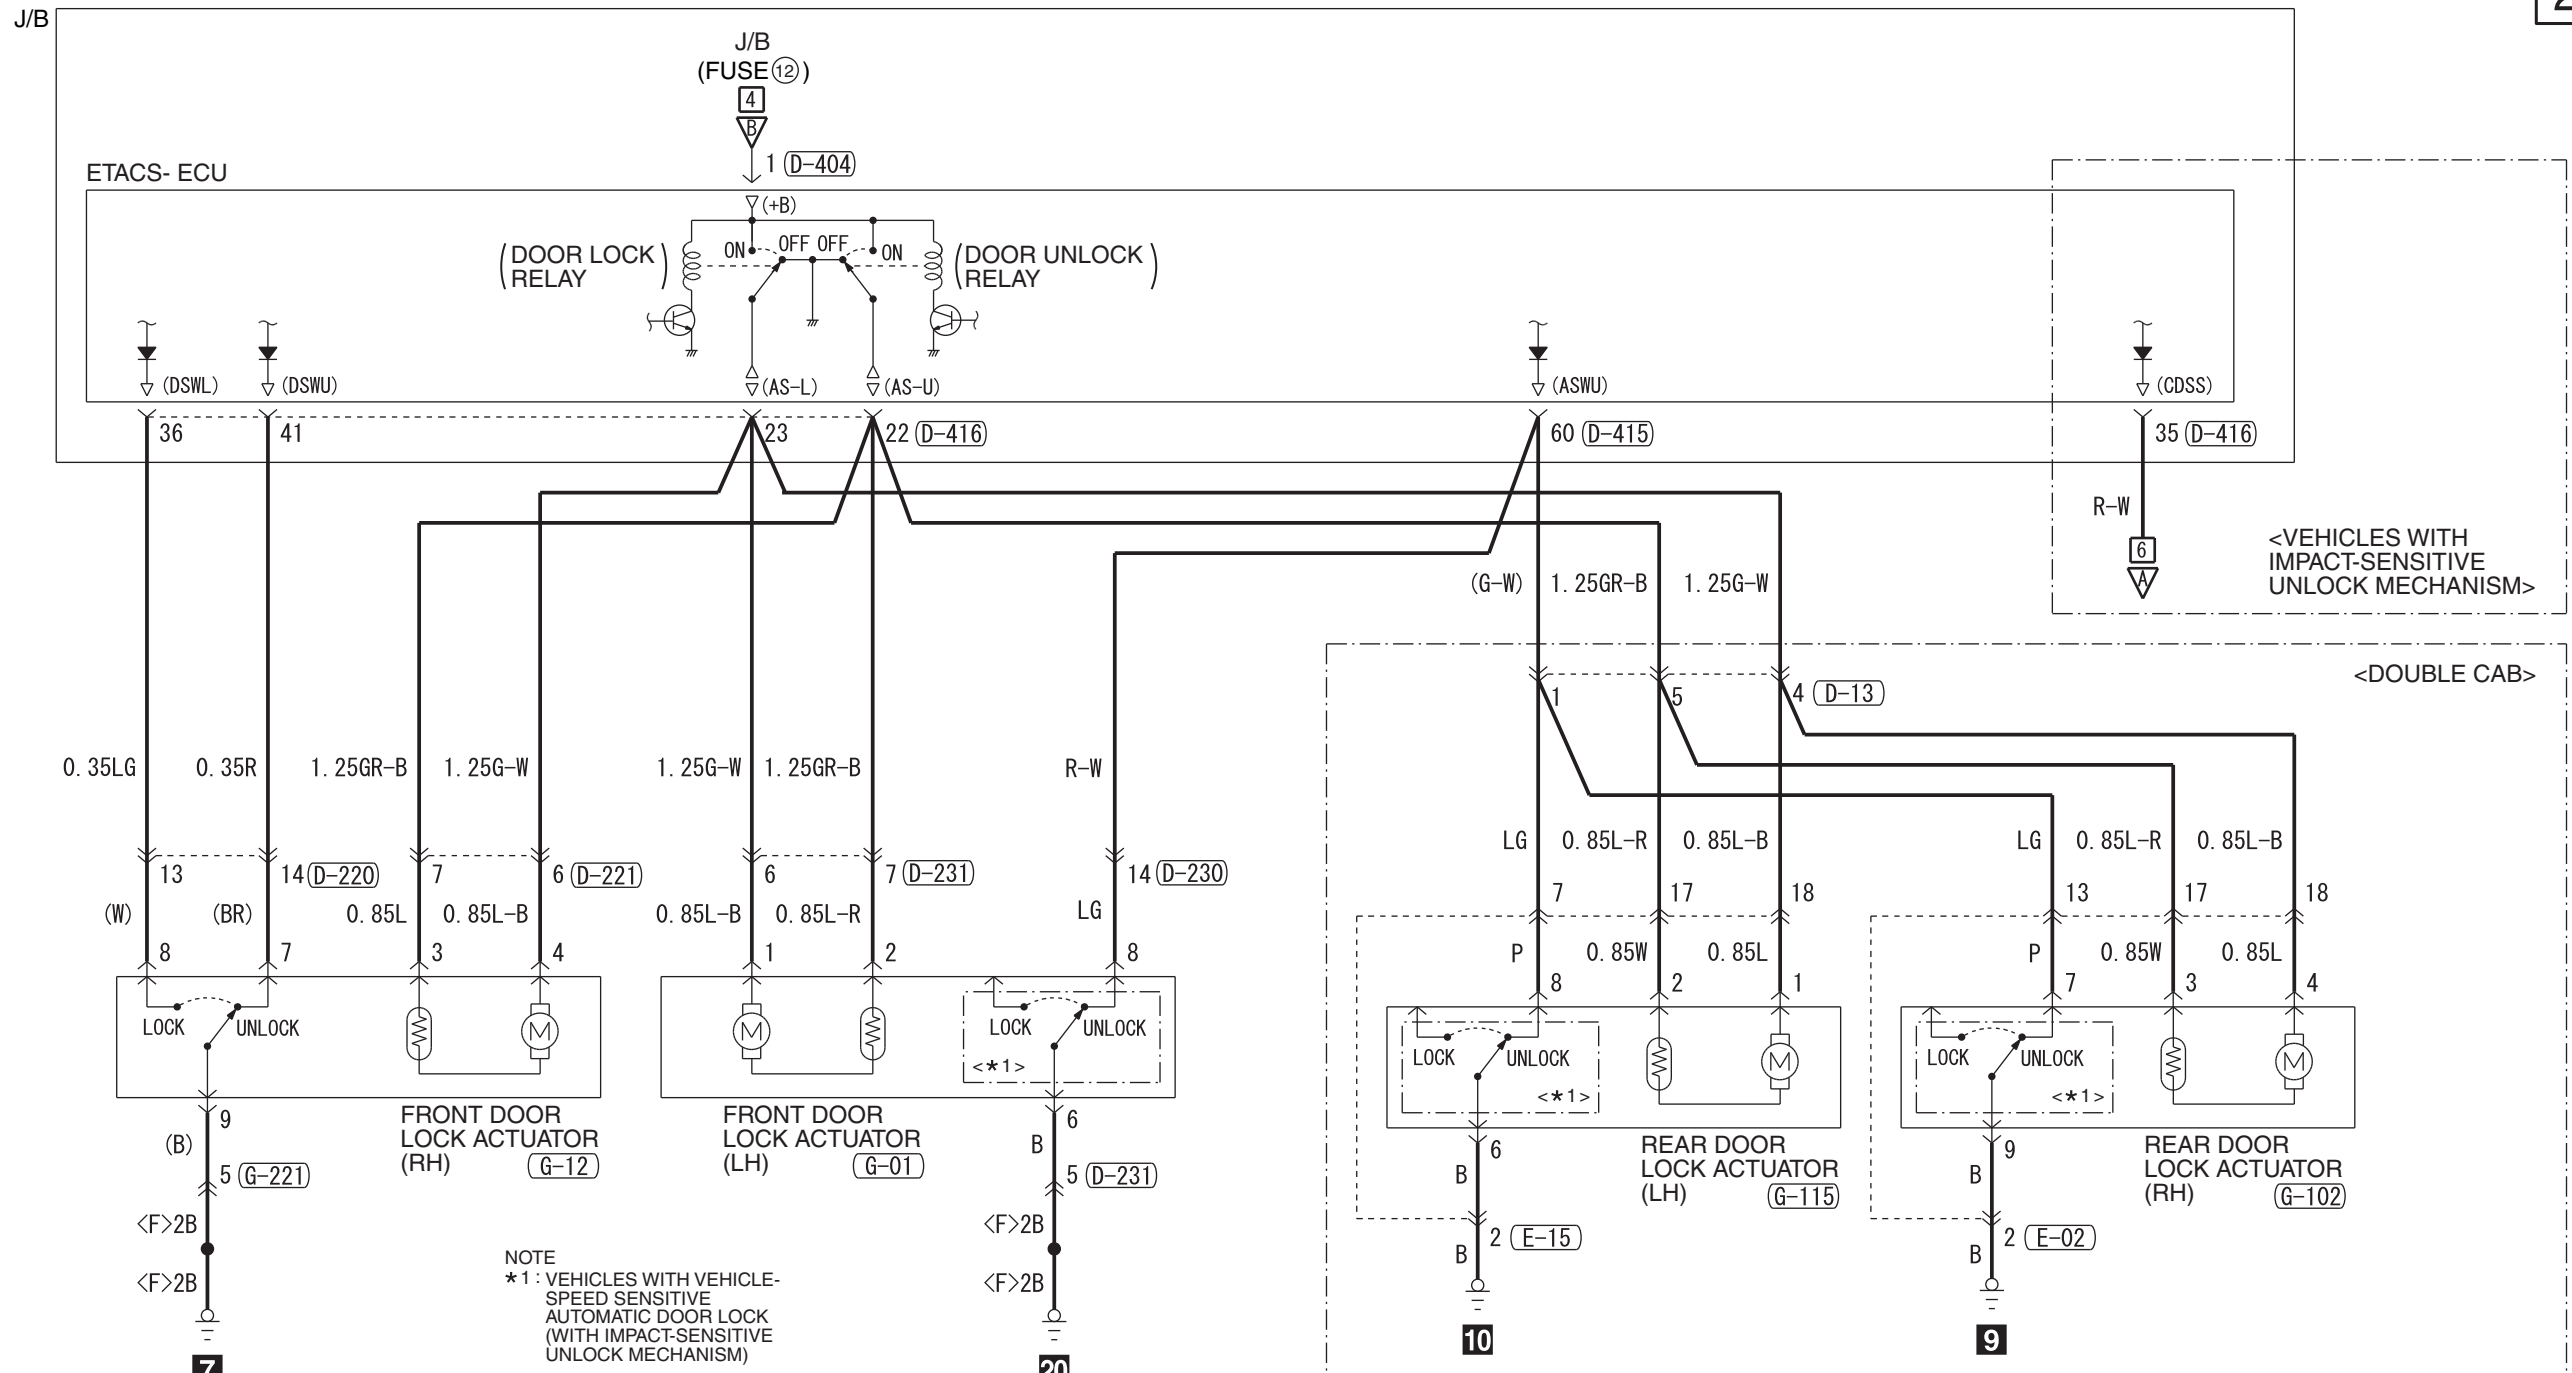 J/B
J/B
(FUSE 12)
4
B
1 (D-404)
ETACS- ECU
(+B)
(DOOR LOCK
RELAY)
ON
OFF
OFF
ON
(DOOR UNLOCK
RELAY)
(DSWL)
(DSWU)
(AS-L)
(AS-U)
(ASWU)
(CDSS)
36
41
23
22 (D-416)
60 (D-415)
35 (D-416)
R-W
6
A
<VEHICLES WITH
IMPACT-SENSITIVE
UNLOCK MECHANISM>
(G-W)
1.25GR-B
1.25G-W
<DOUBLE CAB>
1
5
4 (D-13)
0.35LG
0.35R
1.25GR-B
1.25G-W
1.25G-W
1.25GR-B
R-W
13
14 (D-220)
7
6 (D-221)
6
7 (D-231)
14 (D-230)
LG
0.85L-R
0.85L-B
LG
0.85L-R
0.85L-B
7
17
18
13
17
18
(W)
(BR)
0.85L
0.85L-B
0.85L-B
0.85L-R
LG
8
7
3
4
1
2
8
P
0.85W
0.85L
P
0.85W
0.85L
8
2
1
7
3
4
LOCK
UNLOCK
M
M
LOCK
UNLOCK
<*1>
LOCK
UNLOCK
<*1>
M
LOCK
UNLOCK
<*1>
M
9
(B)
5 (G-221)
<F>2B
<F>2B
7
FRONT DOOR
LOCK ACTUATOR
(RH)
G-12
FRONT DOOR
LOCK ACTUATOR
(LH)
G-01
6
B
5 (D-231)
<F>2B
<F>2B
20
6
B
2 (E-15)
B
10
REAR DOOR
LOCK ACTUATOR
(LH)
G-115
9
B
2 (E-02)
B
9
REAR DOOR
LOCK ACTUATOR
(RH)
G-102
NOTE
*1: VEHICLES WITH VEHICLE-
SPEED SENSITIVE
AUTOMATIC DOOR LOCK
(WITH IMPACT-SENSITIVE
UNLOCK MECHANISM)